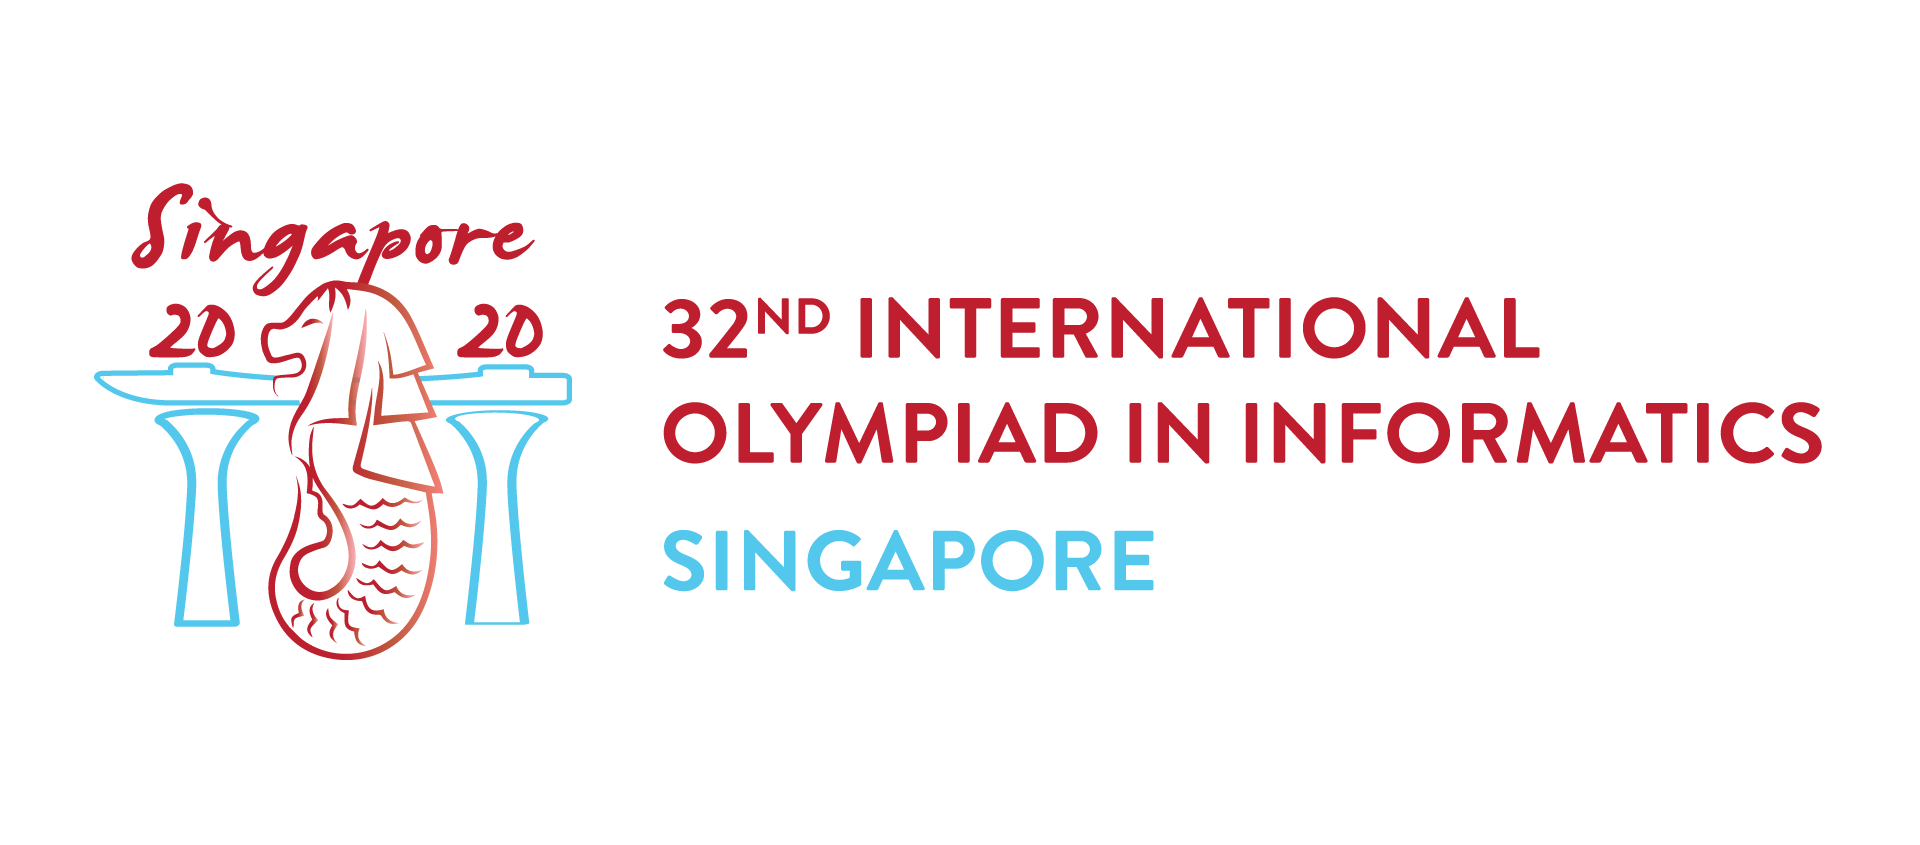 Singapore
20 20
32ND INTERNATIONAL
OLYMPIAD IN INFORMATICS
SINGAPORE